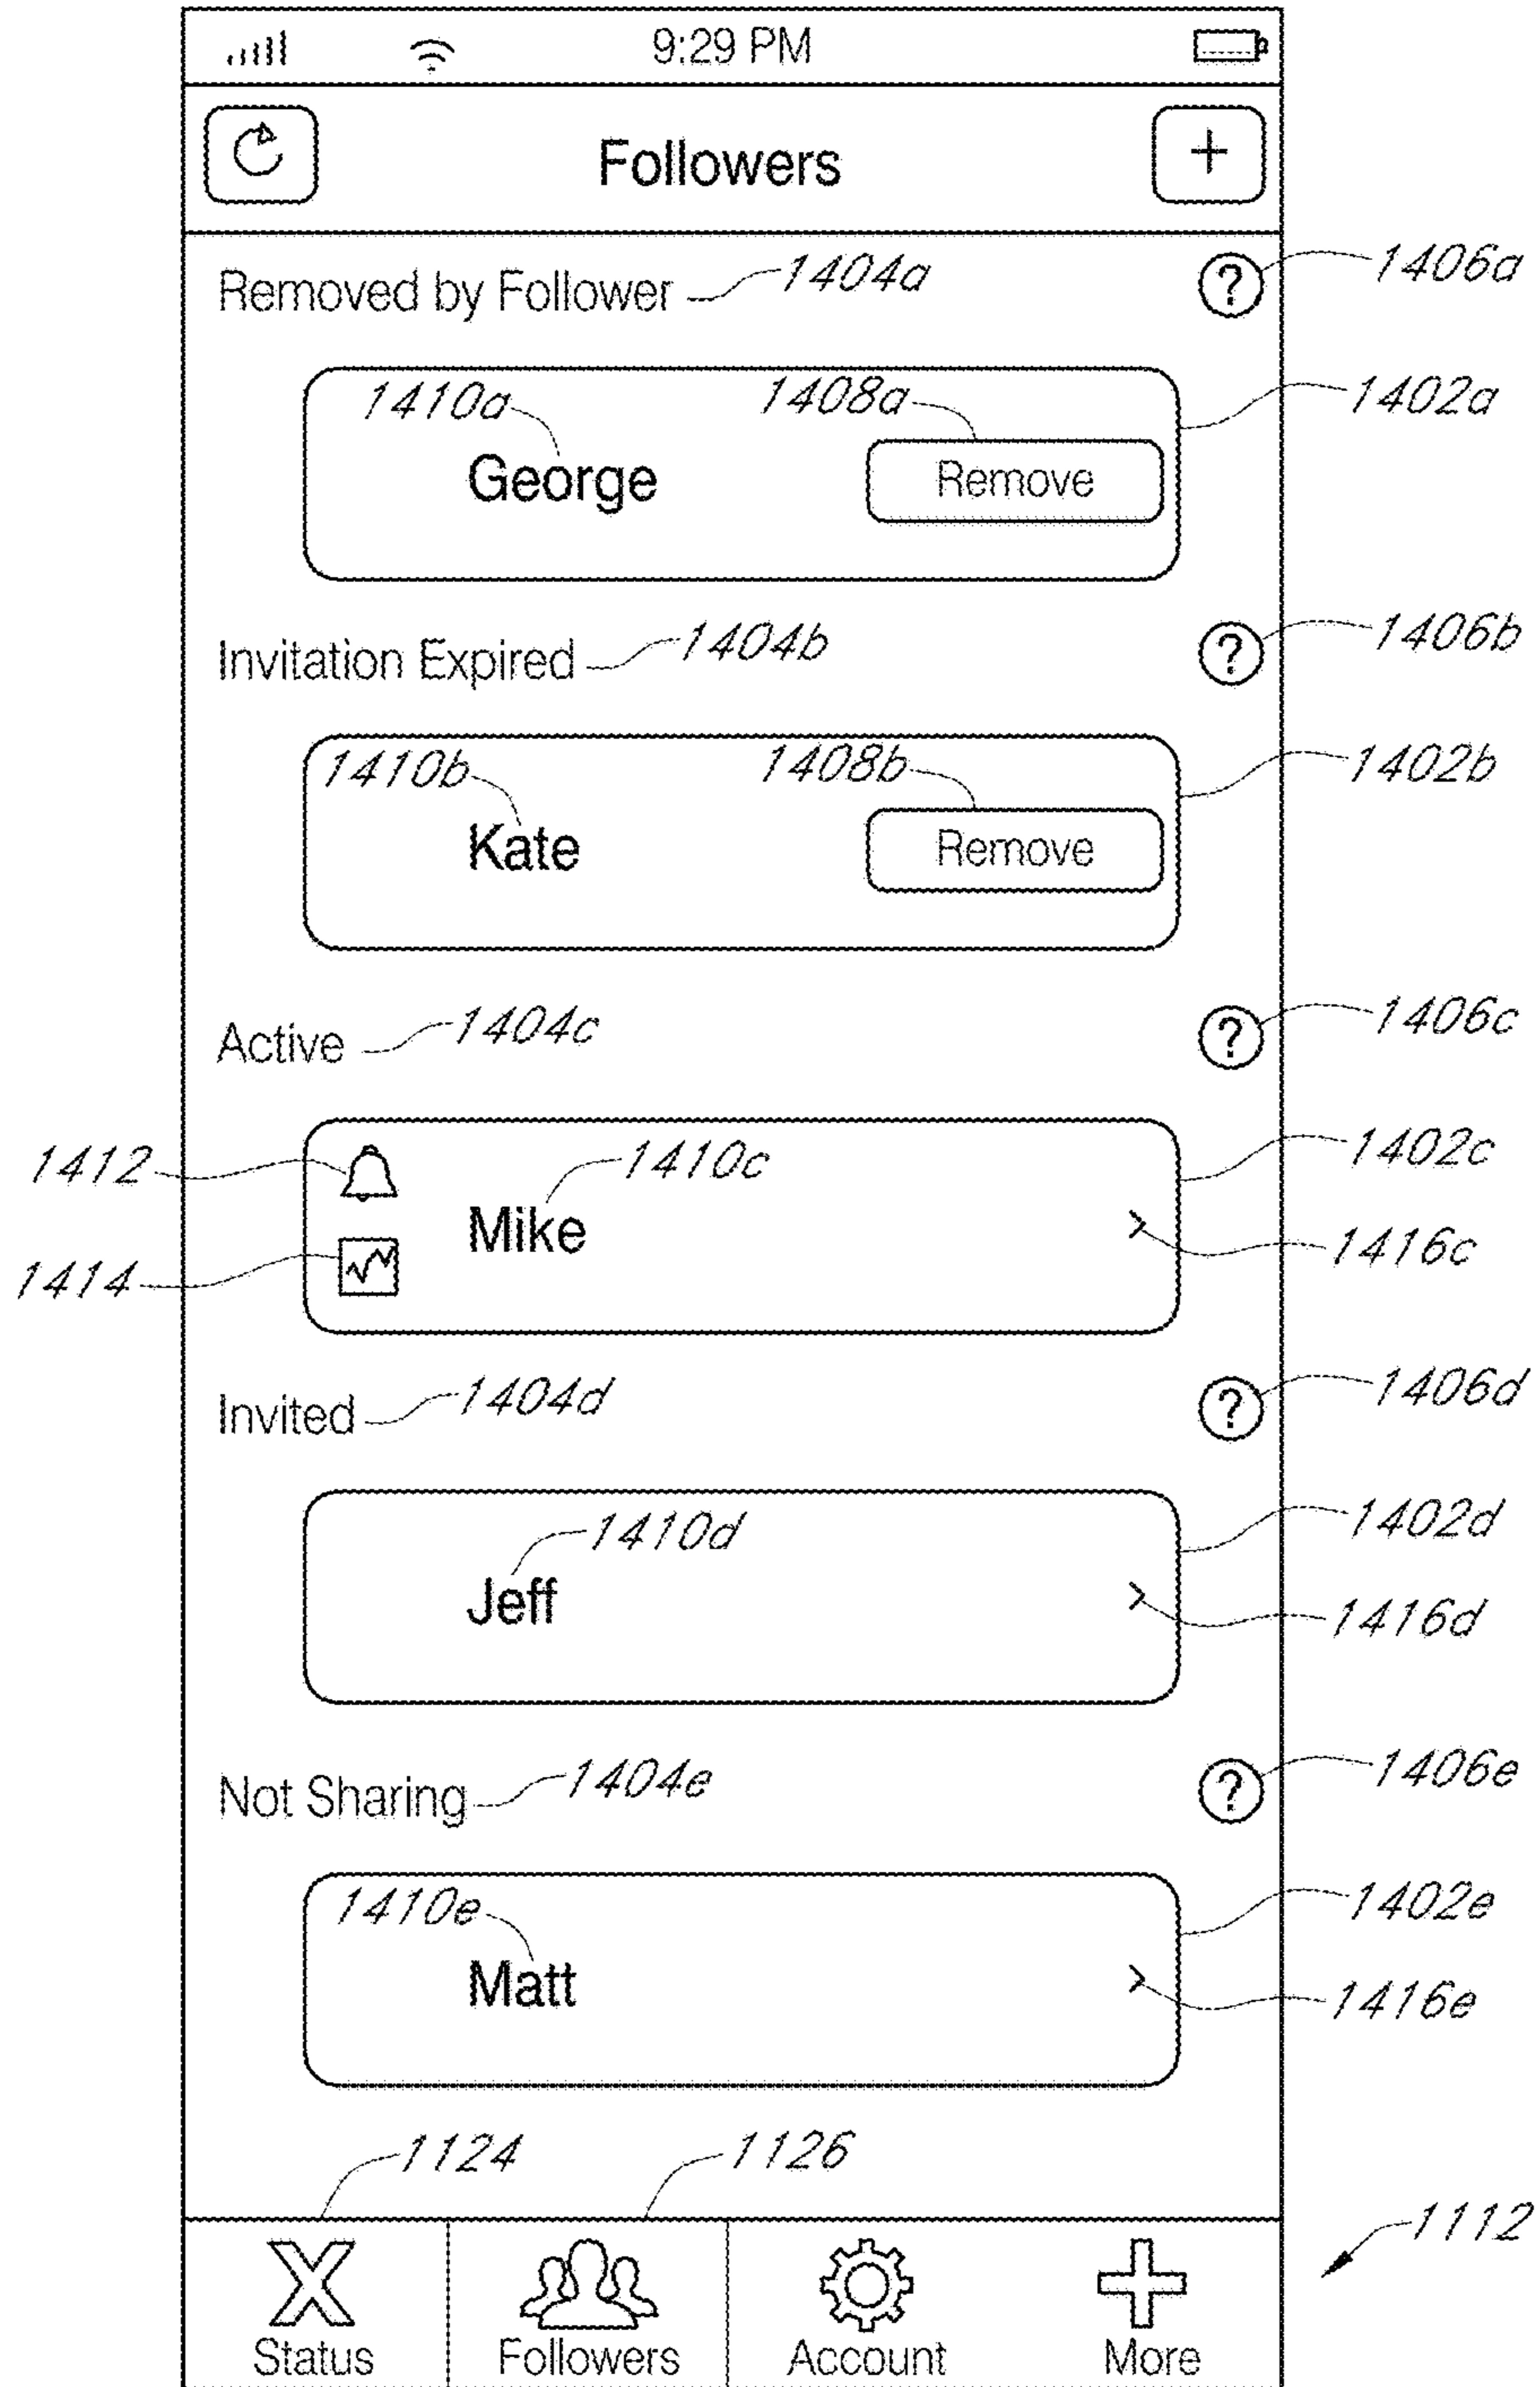 9:29 PM
Followers +
Removed by Follower 1404a ? 1406a
1410a 1408a 1402a
George Remove
Invitation Expired 1404b ? 1406b
1410b 1408b 1402b
Kate Remove
Active 1404c ? 1406c
1412 1410c 1402c
Mike >
1414 1416c
Invited 1404d ? 1406d
1410d 1402d
Jeff > 1416d
Not Sharing 1404e ? 1406e
1410e 1402e
Matt > 1416e
1124 1126
1112
Status Followers Account More